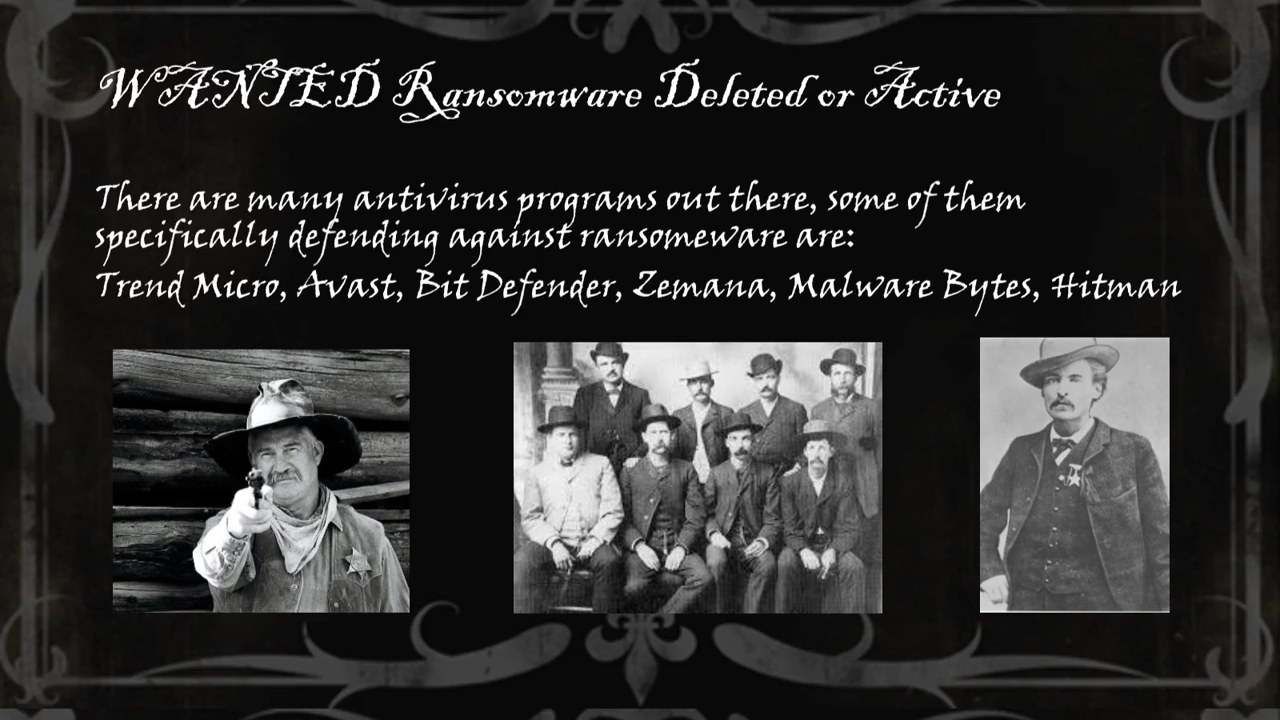 WANTED Ransomware Deleted or Active
There are many antivirus programs out there, some of them
specifically defending against ransomeware are:
Trend Micro, Avast, Bit Defender, Zemana, Malware Bytes, Hitman